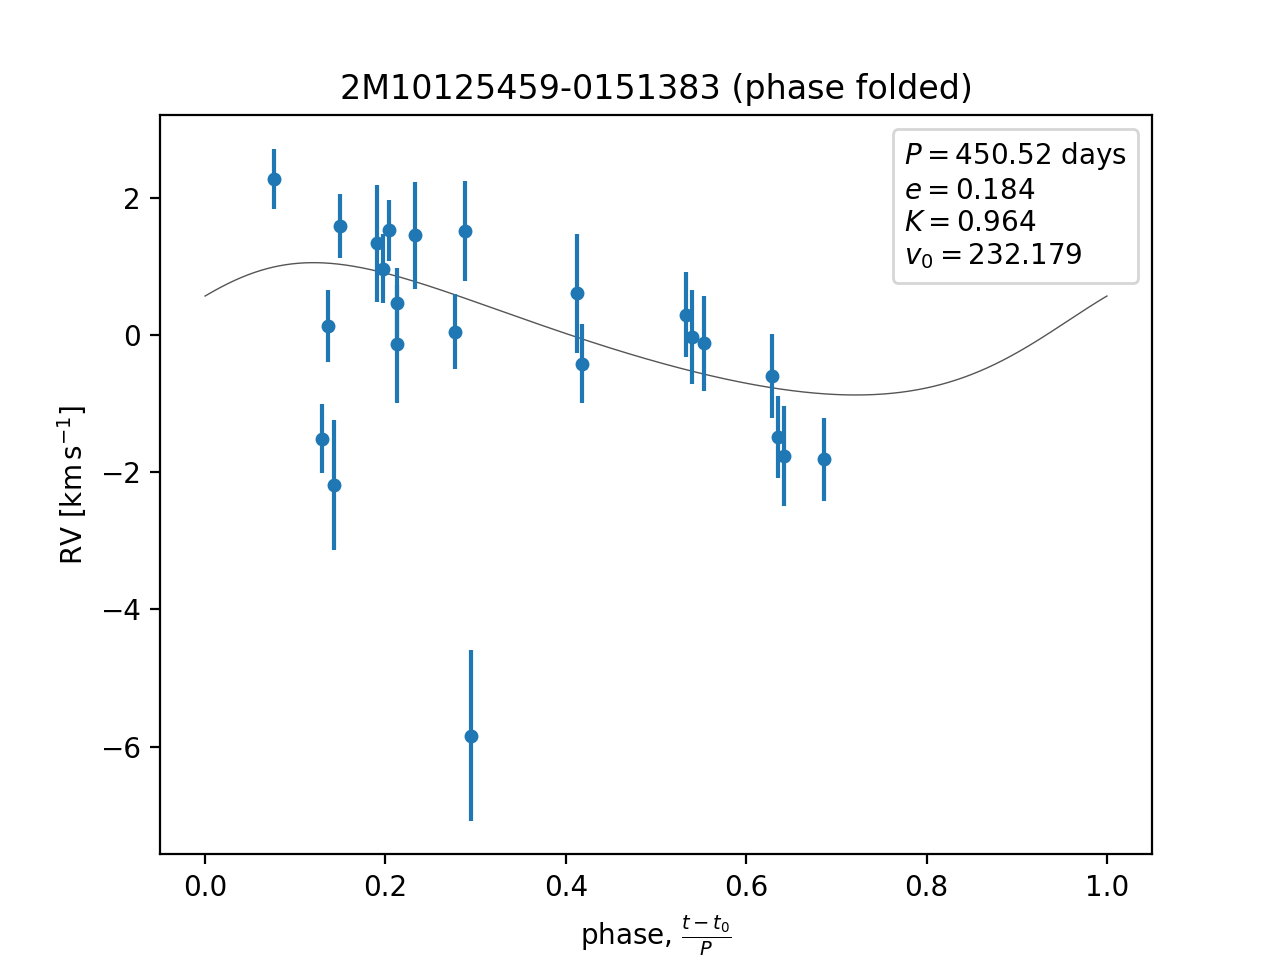 2M10125459-0151383 (phase folded)
P = 450.52 days
e = 0.184
K = 0.964
v₀ = 232.179
RV [km s⁻¹]
2
0
−2
−4
−6
0.0 0.2 0.4 0.6 0.8 1.0
phase, (t − t₀)/P